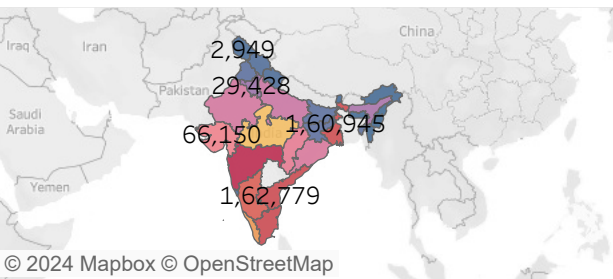 China
2,949
Iraq
Iran
Pakistan
29,428
Saudi
Arabia
66,150
1,60,945
Yemen
1,62,779
© 2024 Mapbox © OpenStreetMap